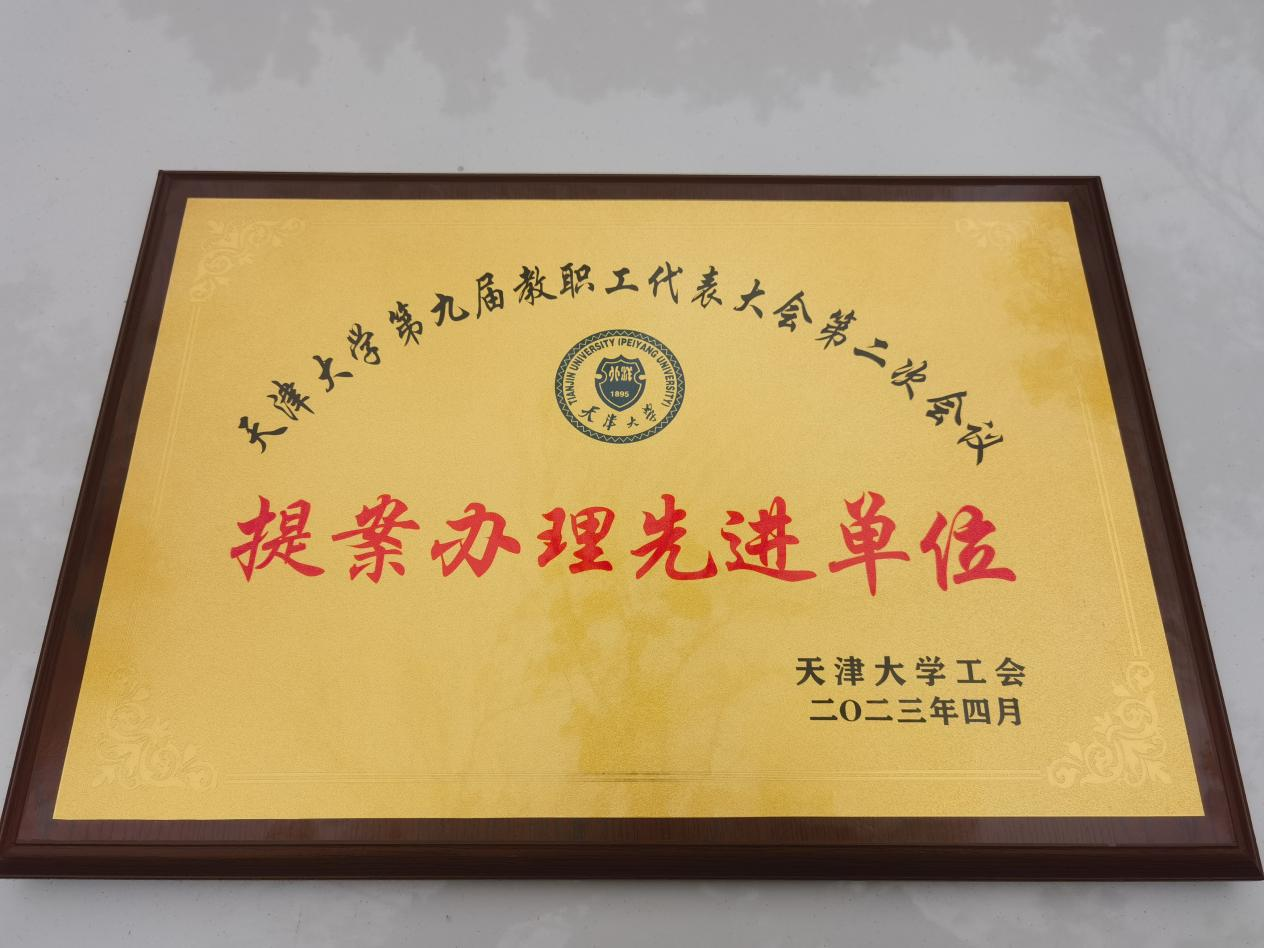 天津大学第九届教职工代表大会第二次会议
TIANJIN UNIVERSITY (PEIYANG UNIVERSITY)
北洋
1895
天津大学
提案办理先进单位
天津大学工会
二〇二三年四月